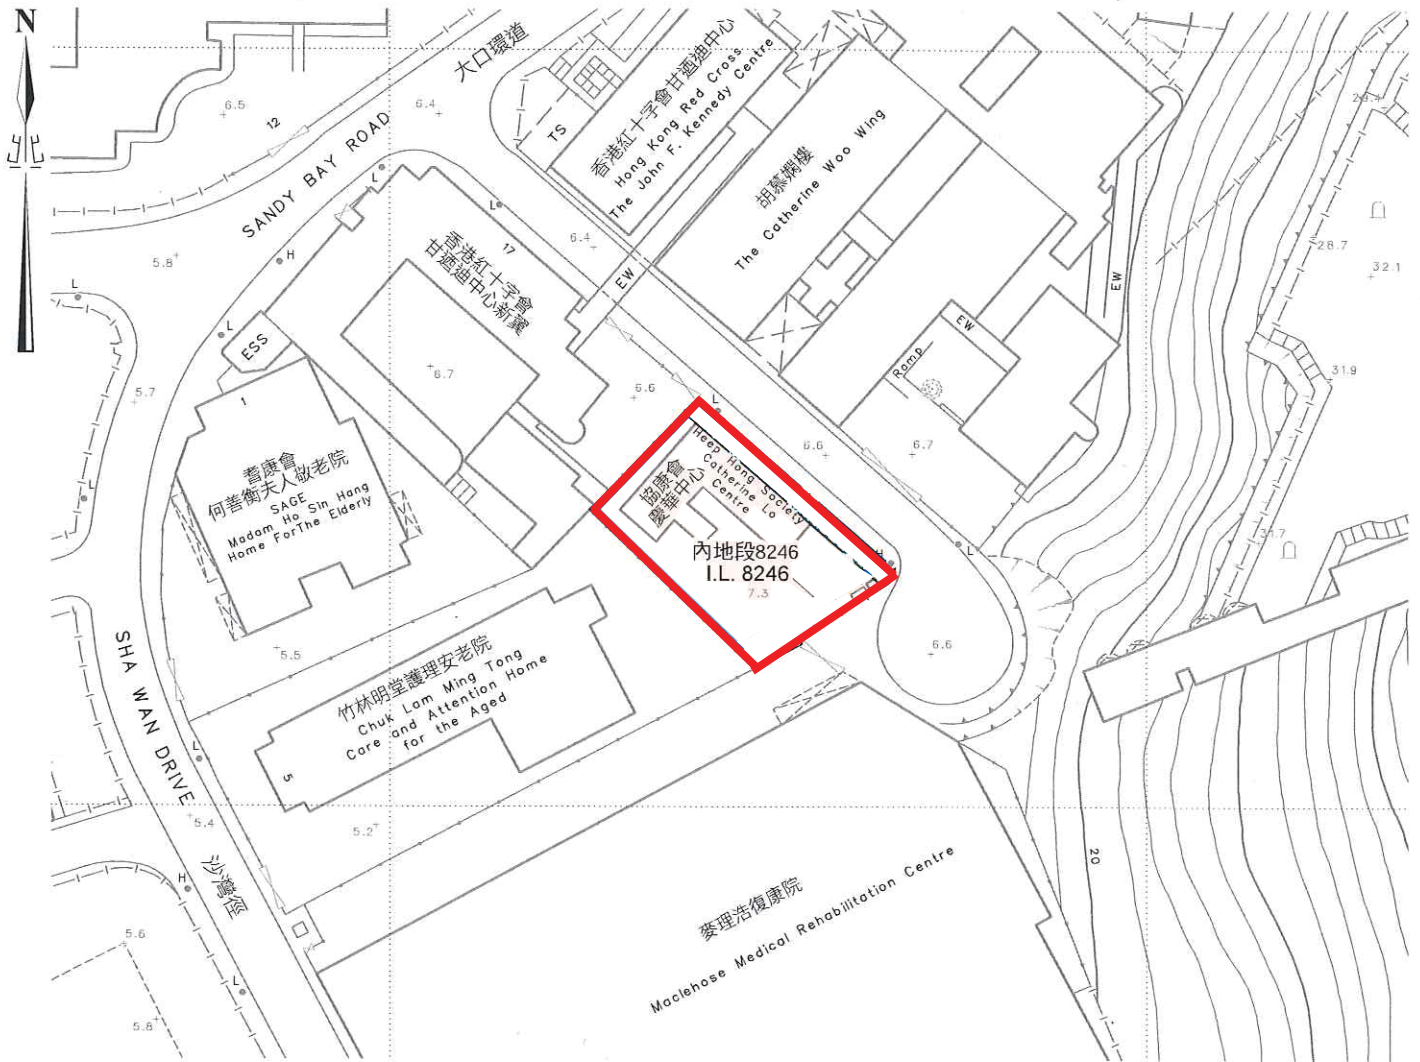 N
大口環道
SANDY BAY ROAD
12
6.5
6.4
TS
香港紅十字會甘迺迪中心
Hong Kong Red Cross
The John F. Kennedy Centre
胡慕嫻樓
The Catherine Woo Wing
29.4
28.7
32.1
31.9
31.7
5.8
L
H
L
L
L
17
香港紅十字會
甘迺迪中心新翼
6.4
EW
EW
EW
Ramp
ESS
6.7
6.6
L
6.6
6.7
5.7
1
耆康會
何善衡夫人敬老院
SAGE
Madam Ho Sin Hang
Home ForThe Elderly
L
協康會
慶華中心
Heep Hong Society
Catherine Lo
Centre
內地段8246
I.L. 8246
7.3
H
L
6.6
5.5
竹林明堂護理安老院
Chuk Lam Ming Tong
Care and Attention Home
for the Aged
5
SHA WAN DRIVE
沙灣徑
L
5.4
5.2
H
5.6
L
5.8
20
麥理浩復康院
Maclehose Medical Rehabilitation Centre